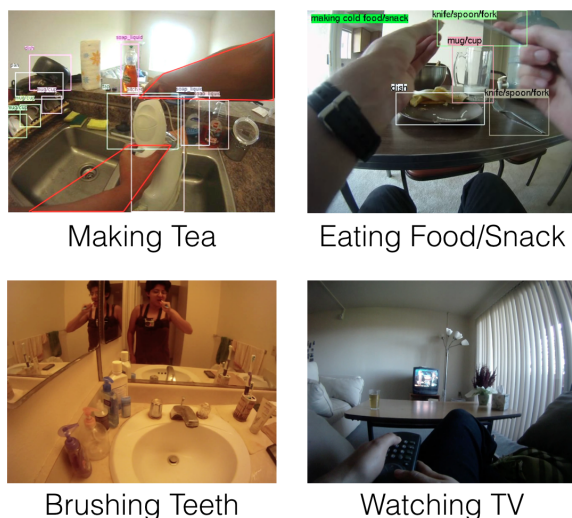 soap_liquid
making cold food/snack
knife/spoon/fork
mug/cup
dish
knife/spoon/fork
Making Tea
Eating Food/Snack
Brushing Teeth
Watching TV